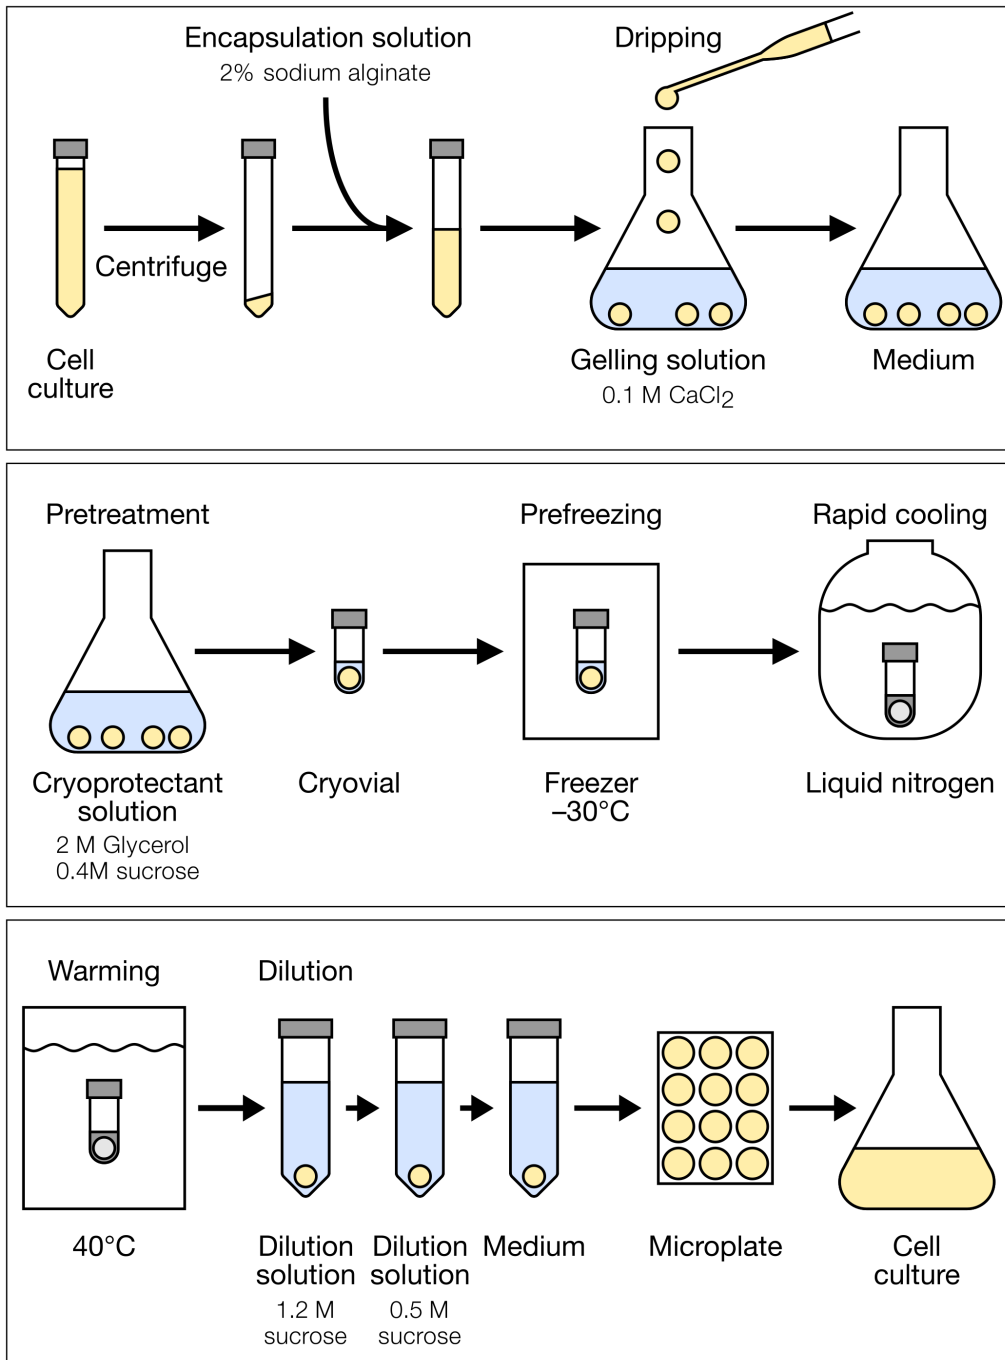 Encapsulation solution
2% sodium alginate
Dripping
Centrifuge
Cell
culture
Gelling solution
0.1 M CaCl2
Medium
Pretreatment
Prefreezing
Rapid cooling
Cryoprotectant
solution
2 M Glycerol
0.4M sucrose
Cryovial
Freezer
–30°C
Liquid nitrogen
Warming
Dilution
40°C
Dilution
solution
1.2 M
sucrose
Dilution
solution
0.5 M
sucrose
Medium
Microplate
Cell
culture